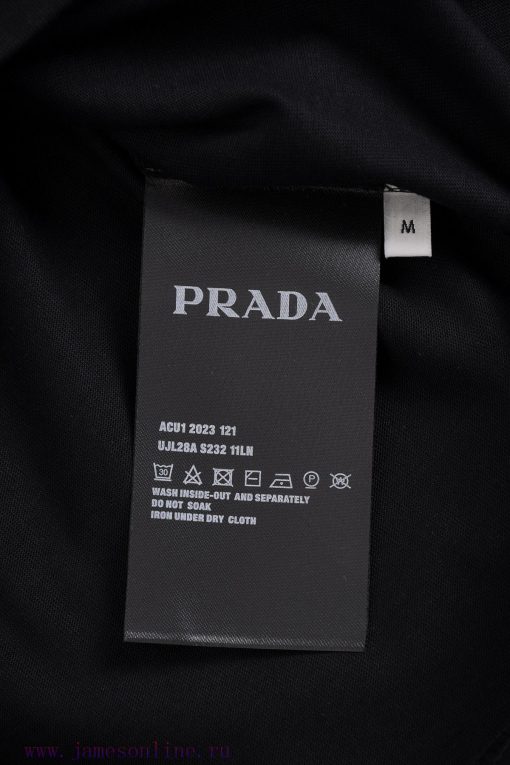 M
PRADA
ACU1 2023 121
UJL28A S232 11LN
30 P W
WASH INSIDE-OUT AND SEPARATELY
DO NOT SOAK
IRON UNDER DRY CLOTH
www.jamesonline.ru